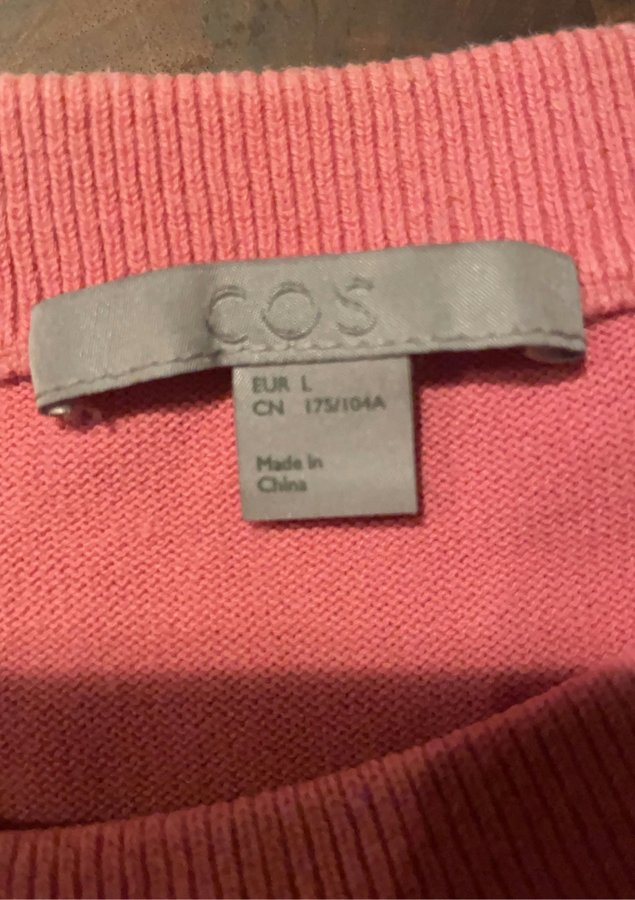 COS
EUR L
CN 175/104A
Made in
China